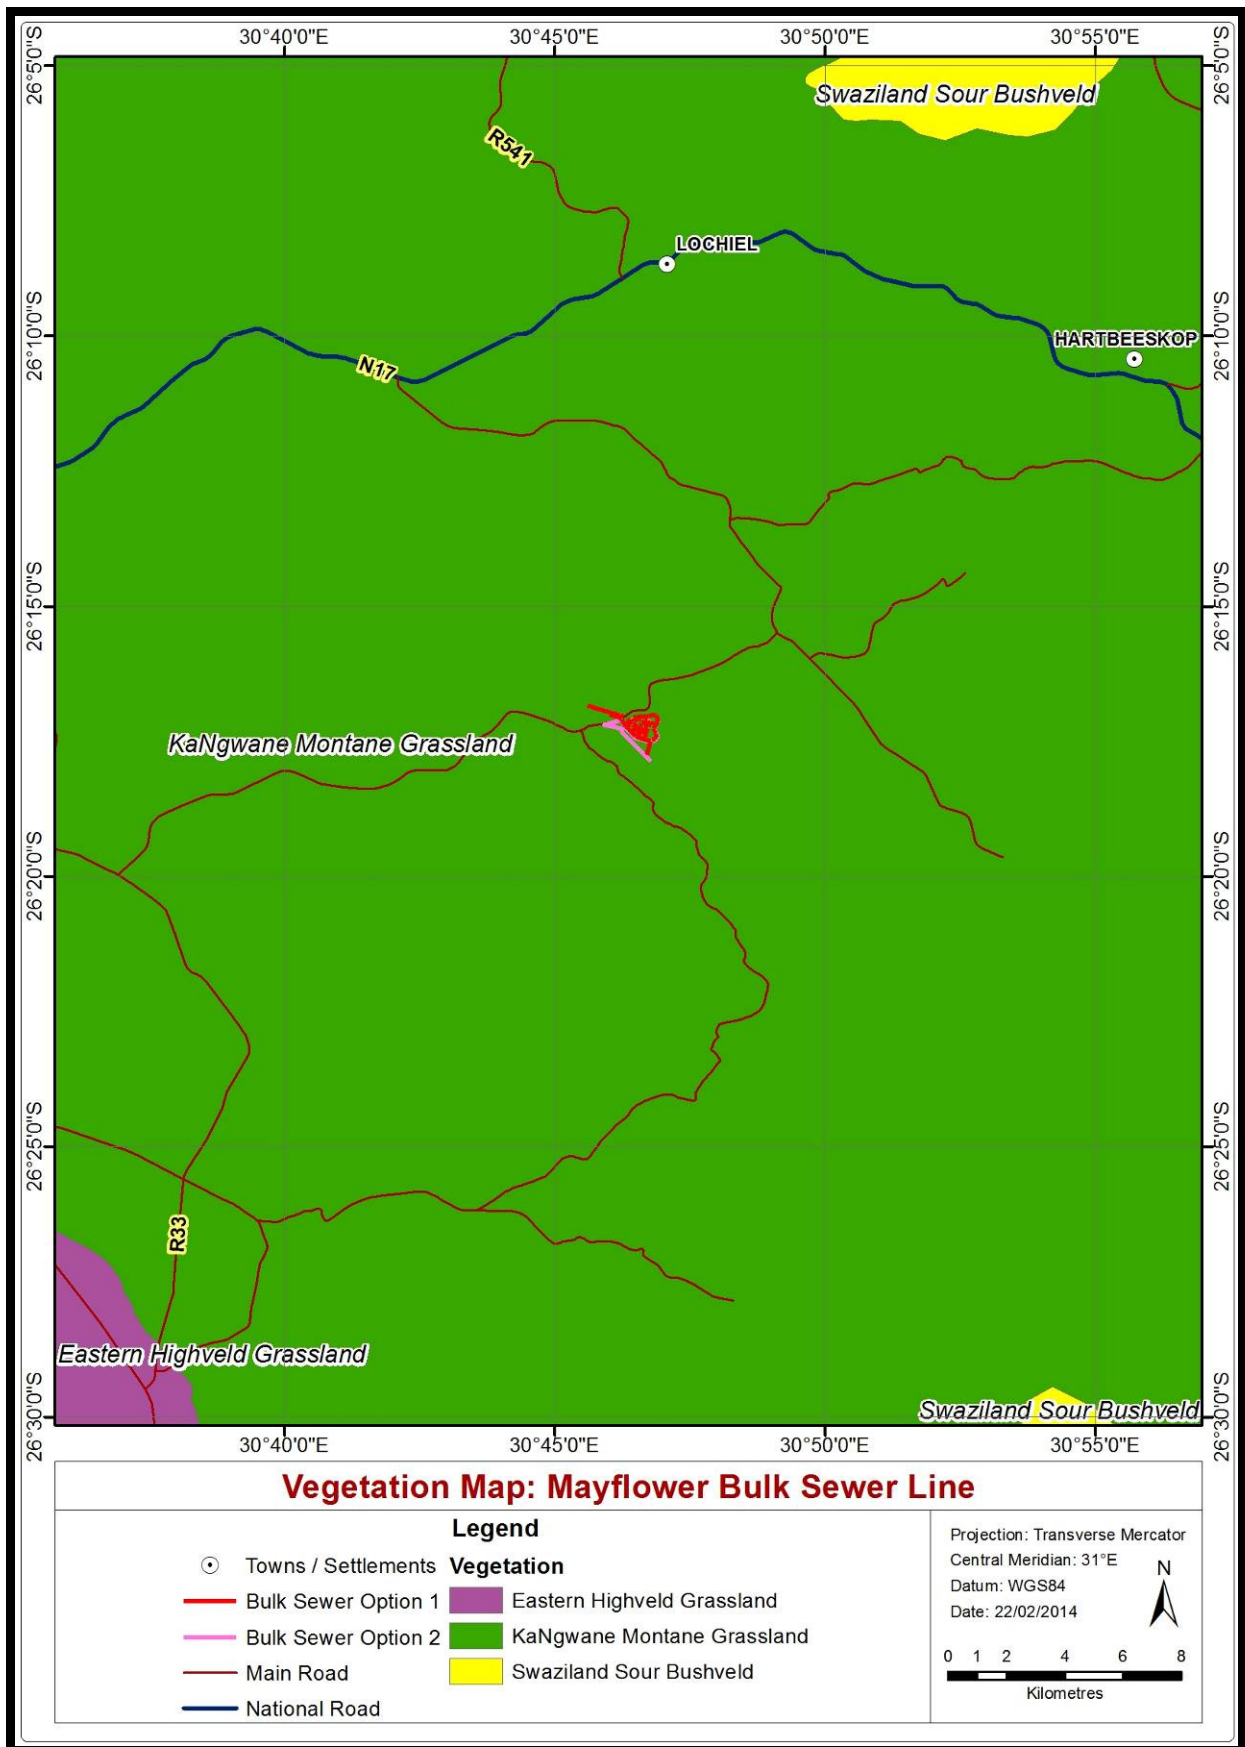 30°40'0"E 30°45'0"E 30°50'0"E 30°55'0"E
26°5'0"S 26°5'0"S
Swaziland Sour Bushveld
R541
LOCHIEL
26°10'0"S HARTBEESKOP 26°10'0"S
N17
26°15'0"S 26°15'0"S
KaNgwane Montane Grassland
26°20'0"S 26°20'0"S
26°25'0"S 26°25'0"S
R33
Eastern Highveld Grassland
Swaziland Sour Bushveld
26°30'0"S 26°30'0"S
30°40'0"E 30°45'0"E 30°50'0"E 30°55'0"E
Vegetation Map: Mayflower Bulk Sewer Line
Legend
Towns / Settlements
Bulk Sewer Option 1
Bulk Sewer Option 2
Main Road
National Road
Vegetation
Eastern Highveld Grassland
KaNgwane Montane Grassland
Swaziland Sour Bushveld
Projection: Transverse Mercator
Central Meridian: 31°E
Datum: WGS84
Date: 22/02/2014
N
0 1 2 4 6 8
Kilometres